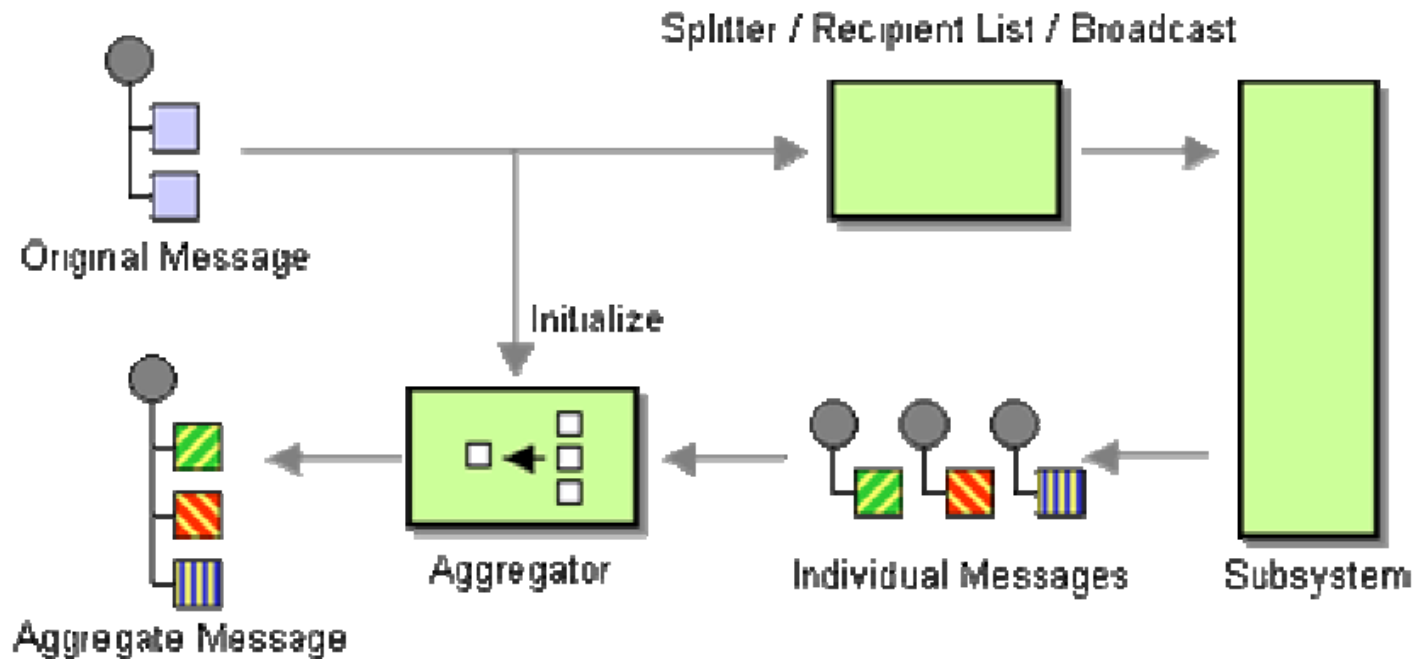 Splitter / Recipient List / Broadcast
Original Message
Initialize
Aggregator
Individual Messages
Subsystem
Aggregate Message